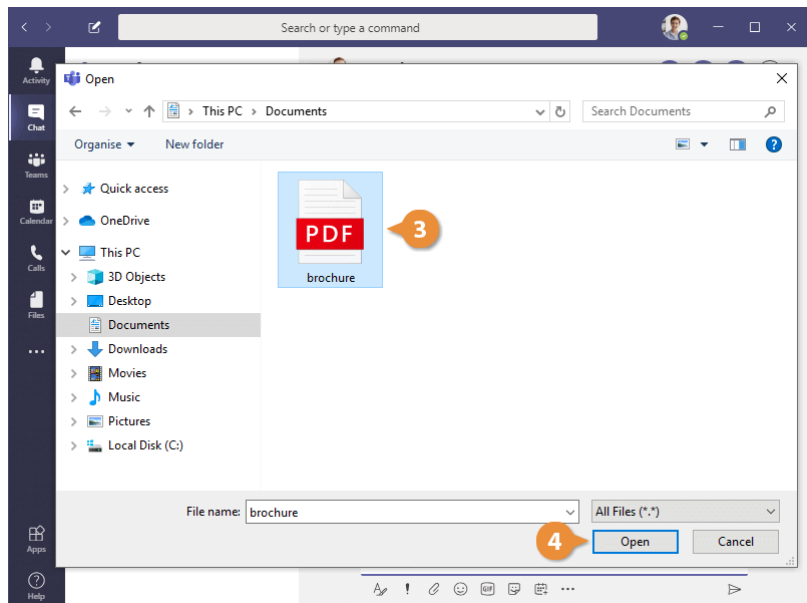 Search or type a command
Activity
Chat
Teams
Calendar
Calls
Files
Apps
Help
Open
This PC > Documents
Search Documents
Organise
New folder
Quick access
OneDrive
This PC
3D Objects
Desktop
Documents
Downloads
Movies
Music
Pictures
Local Disk (C:)
PDF
brochure
3
File name:
brochure
All Files (*.*)
4
Open
Cancel
GIF